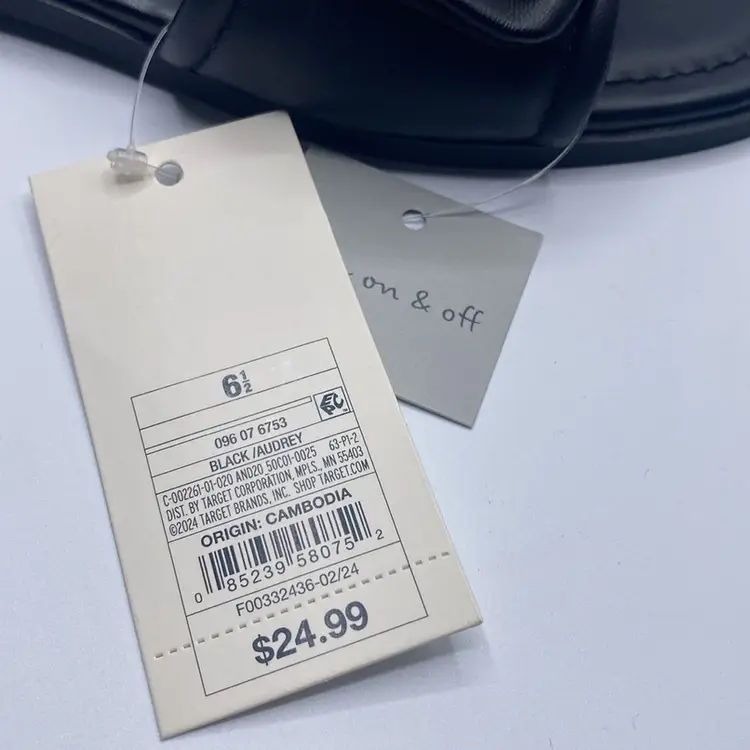 on & off
6½
EPC
096 07 6753
BLACK /AUDREY
C-002261-01-020 AND20 50C01-0025 63-P1-2
DIST. BY TARGET CORPORATION, MPLS., MN 55403
©2024 TARGET BRANDS, INC. SHOP TARGET.COM
ORIGIN: CAMBODIA
0 85239 58075 2
F00332436-02/24
$24.99